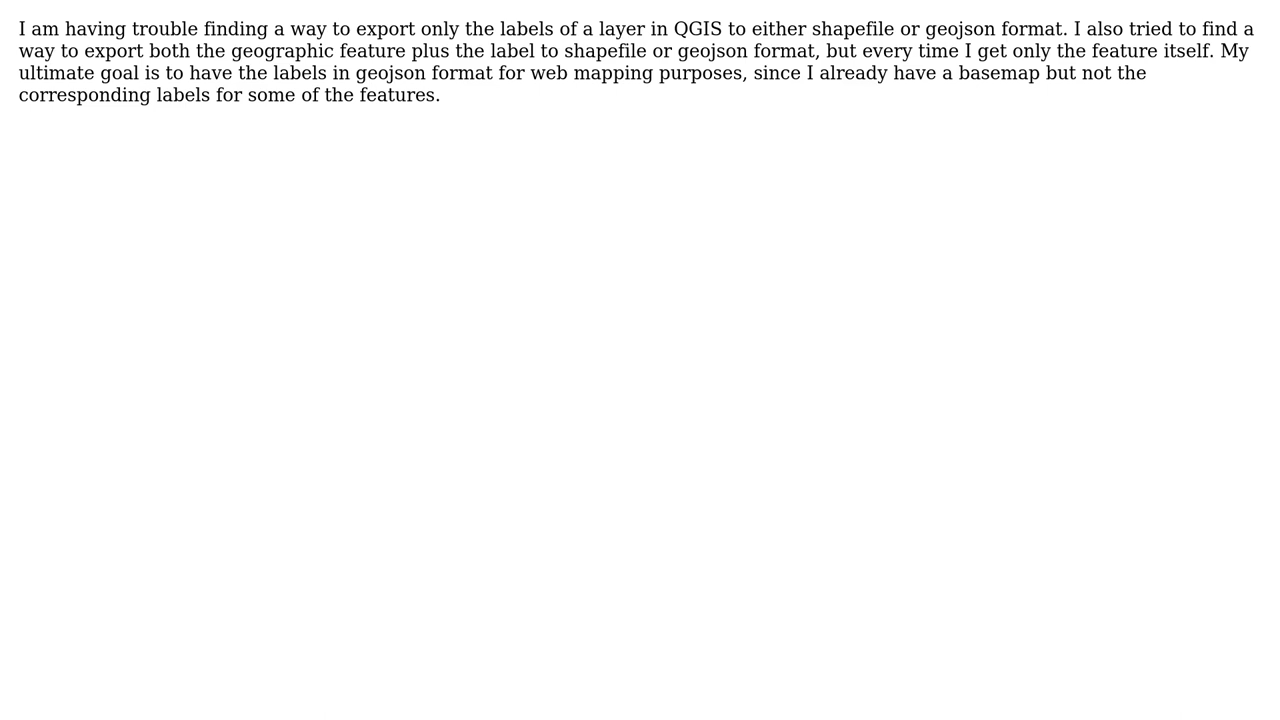 I am having trouble finding a way to export only the labels of a layer in QGIS to either shapefile or geojson format. I also tried to find a
way to export both the geographic feature plus the label to shapefile or geojson format, but every time I get only the feature itself. My
ultimate goal is to have the labels in geojson format for web mapping purposes, since I already have a basemap but not the
corresponding labels for some of the features.